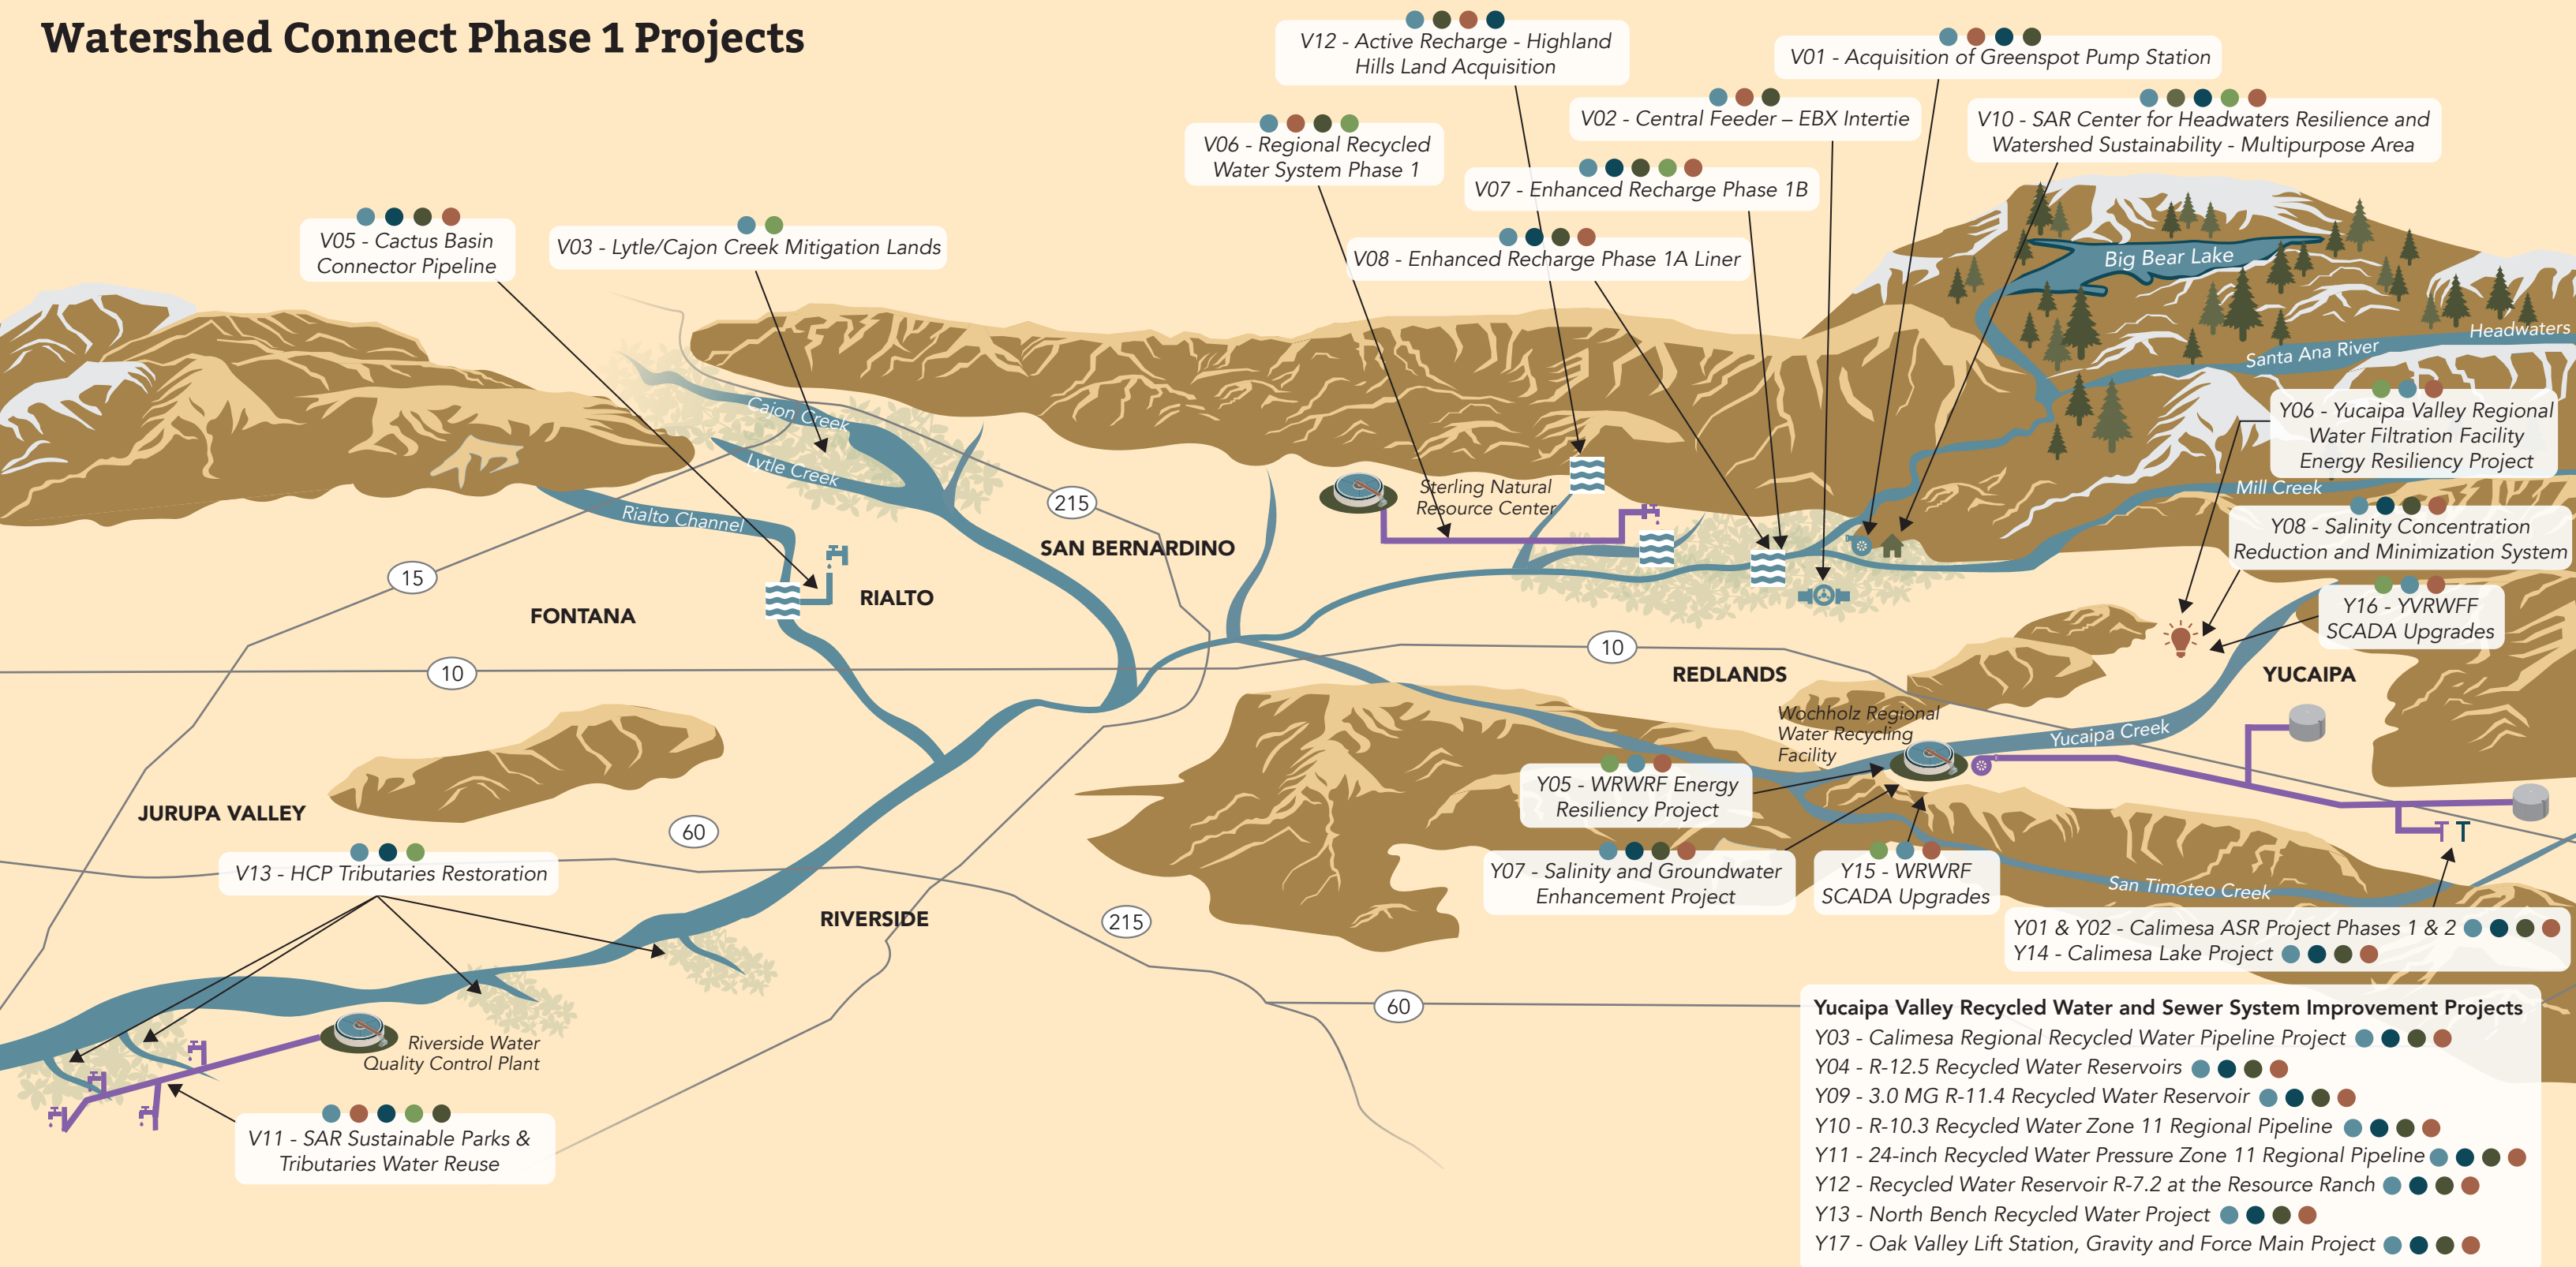 Watershed Connect Phase 1 Projects
V12 - Active Recharge - Highland
Hills Land Acquisition
V01 - Acquisition of Greenspot Pump Station
V06 - Regional Recycled
Water System Phase 1
V02 - Central Feeder – EBX Intertie
V10 - SAR Center for Headwaters Resilience and
Watershed Sustainability - Multipurpose Area
V07 - Enhanced Recharge Phase 1B
V05 - Cactus Basin
Connector Pipeline
V03 - Lytle/Cajon Creek Mitigation Lands
V08 - Enhanced Recharge Phase 1A Liner
Big Bear Lake
Headwaters
Santa Ana River
Cajon Creek
Lytle Creek
Rialto Channel
Y06 - Yucaipa Valley Regional
Water Filtration Facility
Energy Resiliency Project
Mill Creek
215
Sterling Natural
Resource Center
SAN BERNARDINO
Y08 - Salinity Concentration
Reduction and Minimization System
15
RIALTO
FONTANA
Y16 - YVRWFF
SCADA Upgrades
10
10
REDLANDS
YUCAIPA
Wochholz Regional
Water Recycling
Facility
Yucaipa Creek
Y05 - WRWRF Energy
Resiliency Project
JURUPA VALLEY
60
V13 - HCP Tributaries Restoration
Y07 - Salinity and Groundwater
Enhancement Project
Y15 - WRWRF
SCADA Upgrades
San Timoteo Creek
RIVERSIDE
215
Y01 & Y02 - Calimesa ASR Project Phases 1 & 2
Y14 - Calimesa Lake Project
60
Riverside Water
Quality Control Plant
V11 - SAR Sustainable Parks &
Tributaries Water Reuse
Yucaipa Valley Recycled Water and Sewer System Improvement Projects
Y03 - Calimesa Regional Recycled Water Pipeline Project
Y04 - R-12.5 Recycled Water Reservoirs
Y09 - 3.0 MG R-11.4 Recycled Water Reservoir
Y10 - R-10.3 Recycled Water Zone 11 Regional Pipeline
Y11 - 24-inch Recycled Water Pressure Zone 11 Regional Pipeline
Y12 - Recycled Water Reservoir R-7.2 at the Resource Ranch
Y13 - North Bench Recycled Water Project
Y17 - Oak Valley Lift Station, Gravity and Force Main Project